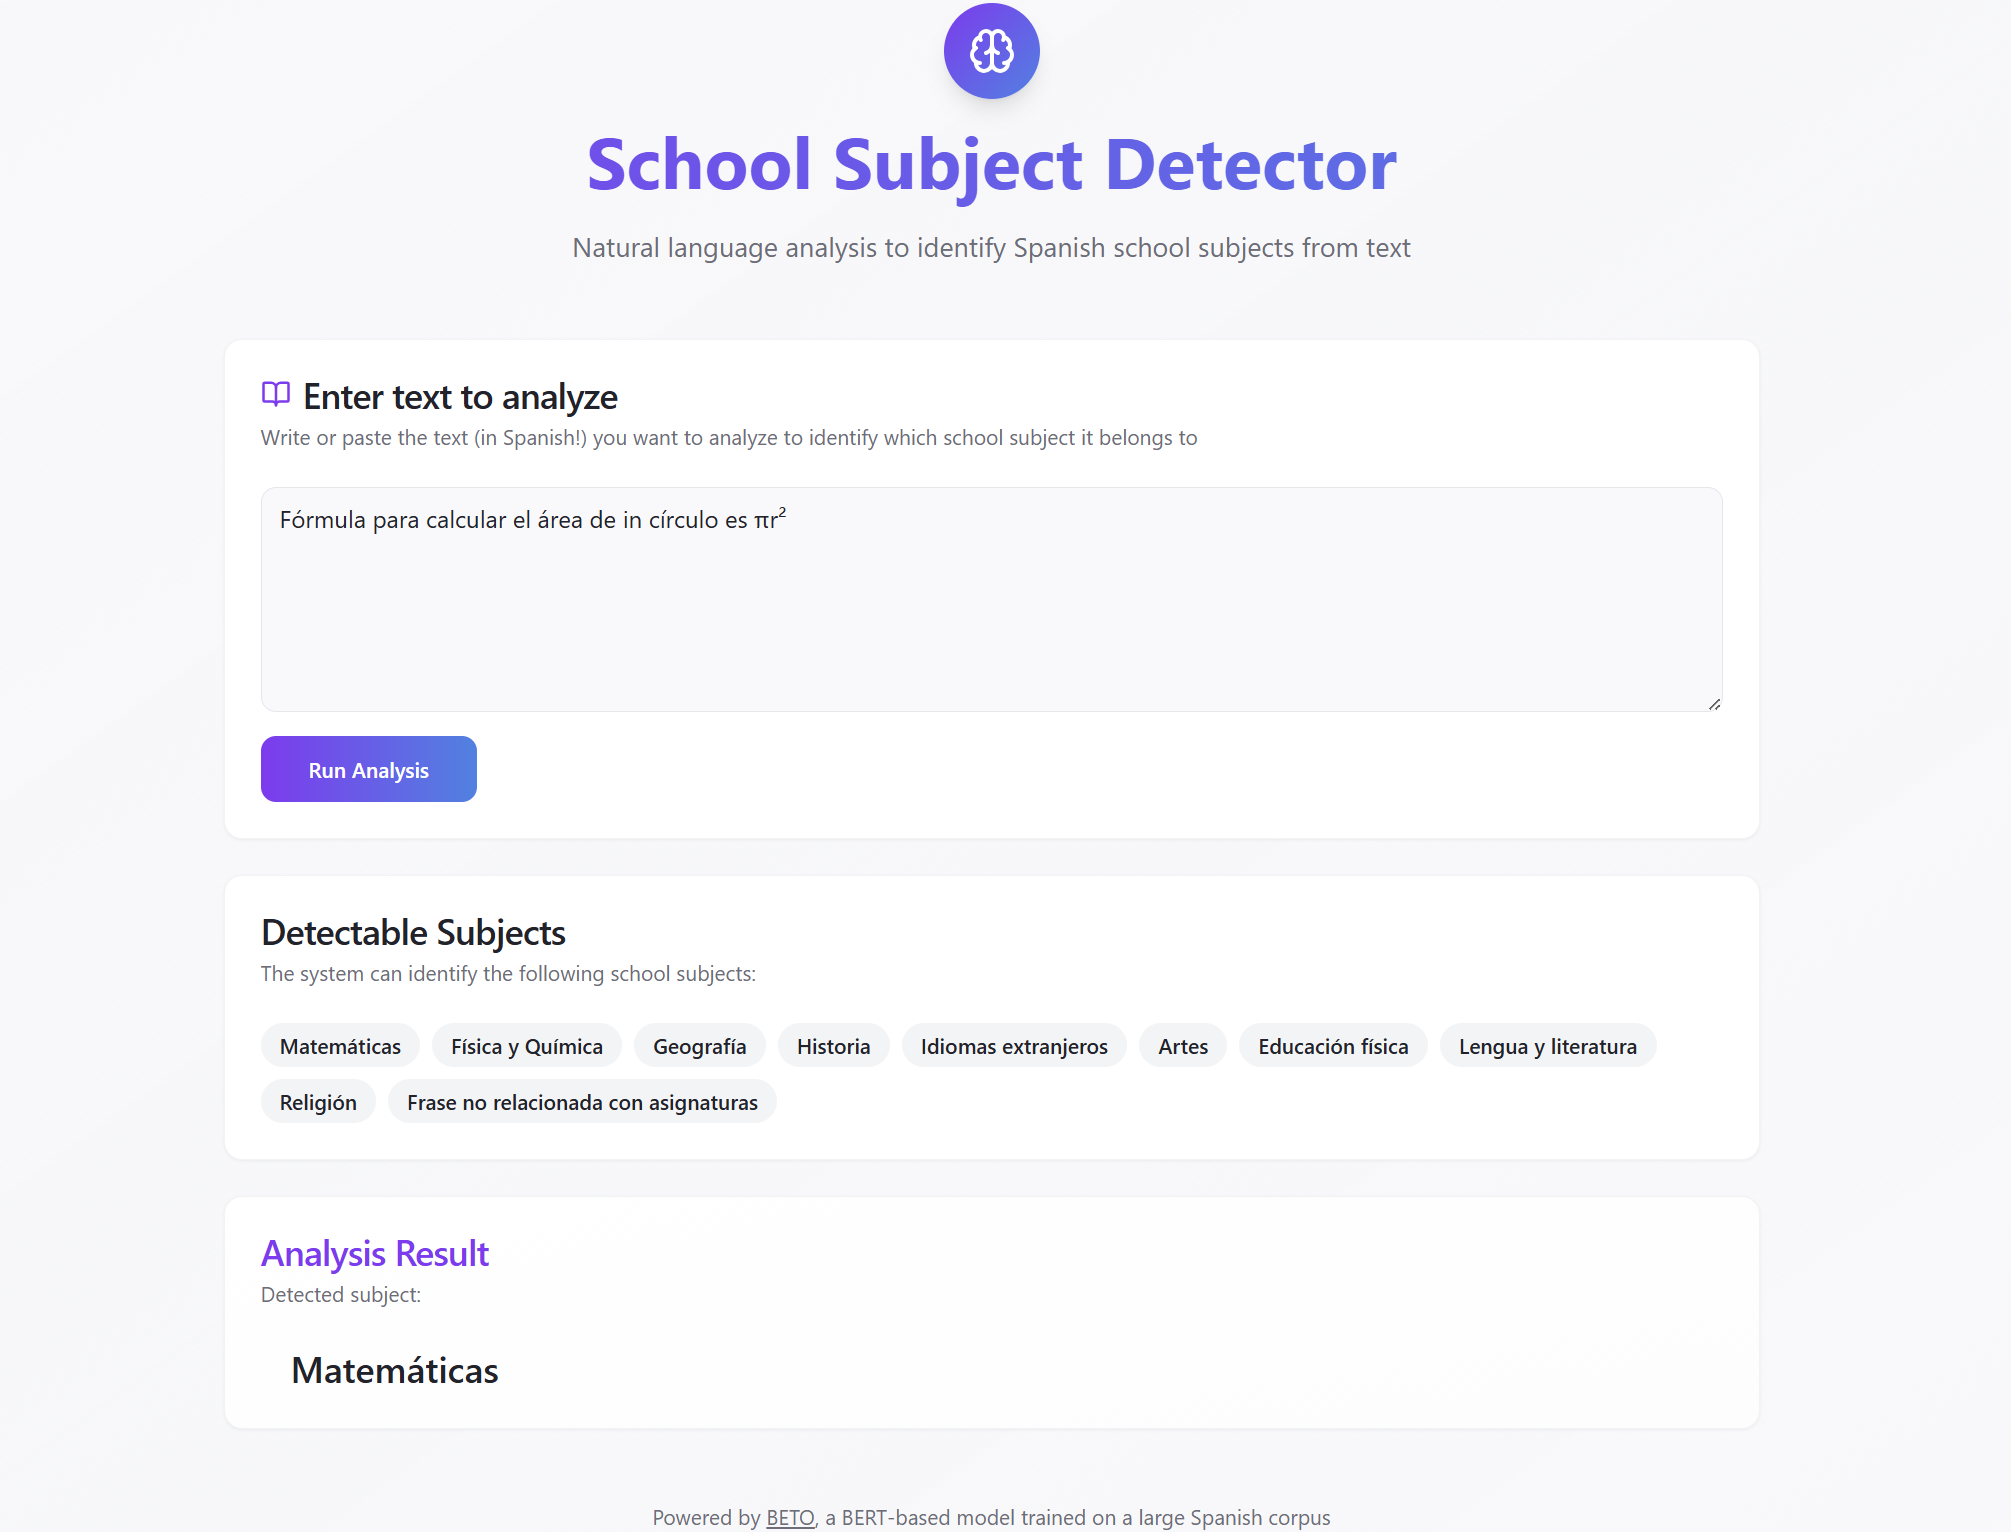 School Subject Detector
Natural language analysis to identify Spanish school subjects from text
Enter text to analyze
Write or paste the text (in Spanish!) you want to analyze to identify which school subject it belongs to
Fórmula para calcular el área de in círculo es πr²
Run Analysis
Detectable Subjects
The system can identify the following school subjects:
Matemáticas Física y Química Geografía Historia Idiomas extranjeros Artes Educación física Lengua y literatura
Religión Frase no relacionada con asignaturas
Analysis Result
Detected subject:
Matemáticas
Powered by BETO, a BERT-based model trained on a large Spanish corpus